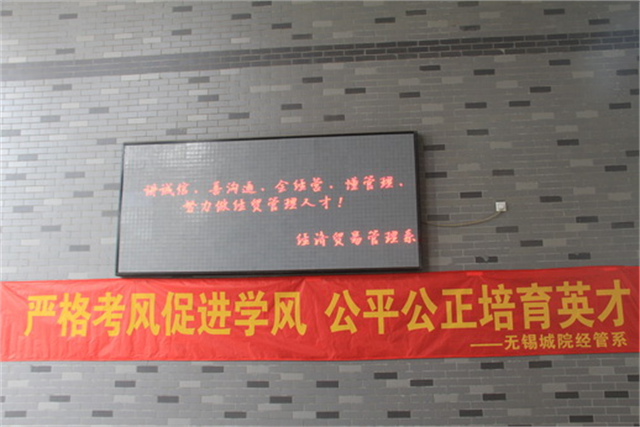 讲诚信、善沟通、会经营、懂管理、
努力做经贸管理人才！
经济贸易管理系
严格考风促进学风 公平公正培育英才
——无锡城院经管系